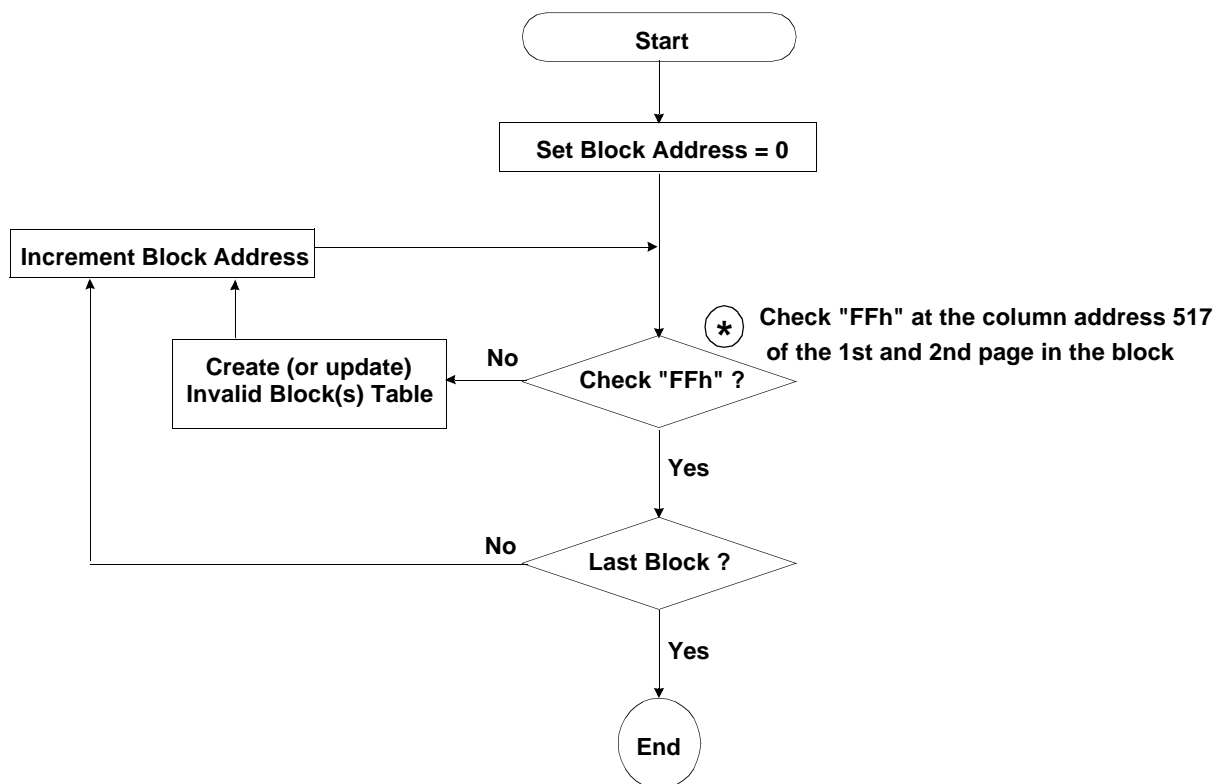 Start
Set Block Address = 0
Increment Block Address
*
Check "FFh" at the column address 517
of the 1st and 2nd page in the block
No
Create (or update)
Invalid Block(s) Table
Check "FFh" ?
Yes
No
Last Block ?
Yes
End